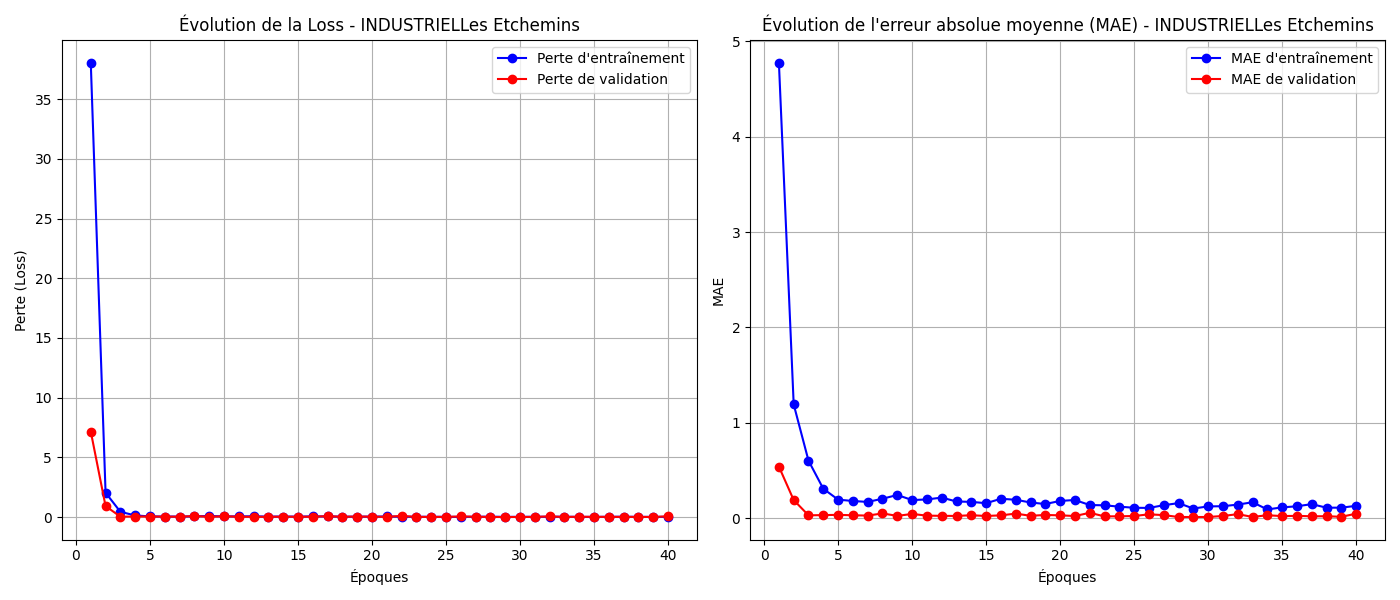 Évolution de la Loss - INDUSTRIELLes Etchemins
Perte d'entraînement
Perte de validation
Perte (Loss)
35
30
25
20
15
10
5
0
0 5 10 15 20 25 30 35 40
Époques
Évolution de l'erreur absolue moyenne (MAE) - INDUSTRIELLes Etchemins
MAE d'entraînement
MAE de validation
MAE
5
4
3
2
1
0
0 5 10 15 20 25 30 35 40
Époques